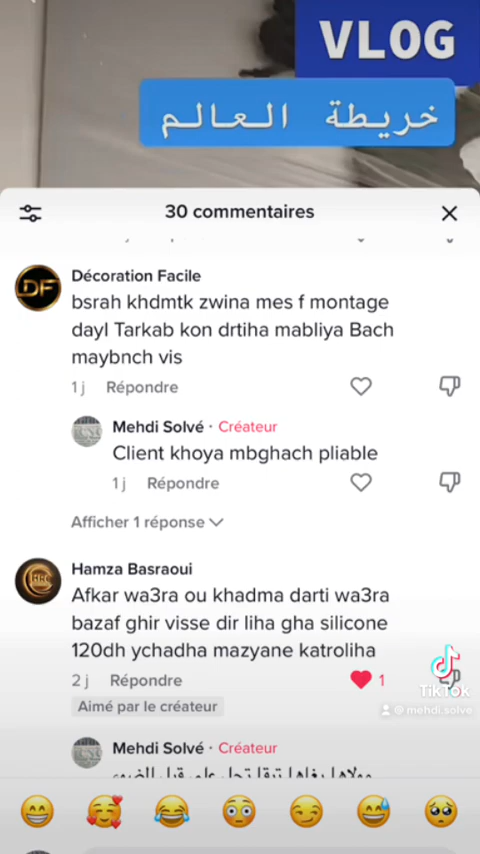 VLOG
خريطة العالم
30 commentaires
DF
Décoration Facile
bsrah khdmtk zwina mes f montage
dayl Tarkab kon drtiha mabliya Bach
maybnch vis
1 j Répondre
Mehdi Solvé · Créateur
Client khoya mbghach pliable
1 j Répondre
Afficher 1 réponse
Hamza Basraoui
Afkar wa3ra ou khadma darti wa3ra
bazaf ghir visse dir liha gha silicone
120dh ychadha mazyane katroliha
2 j Répondre 1
TikTok
@mehdi.solve
Aimé par le créateur
Mehdi Solvé · Créateur